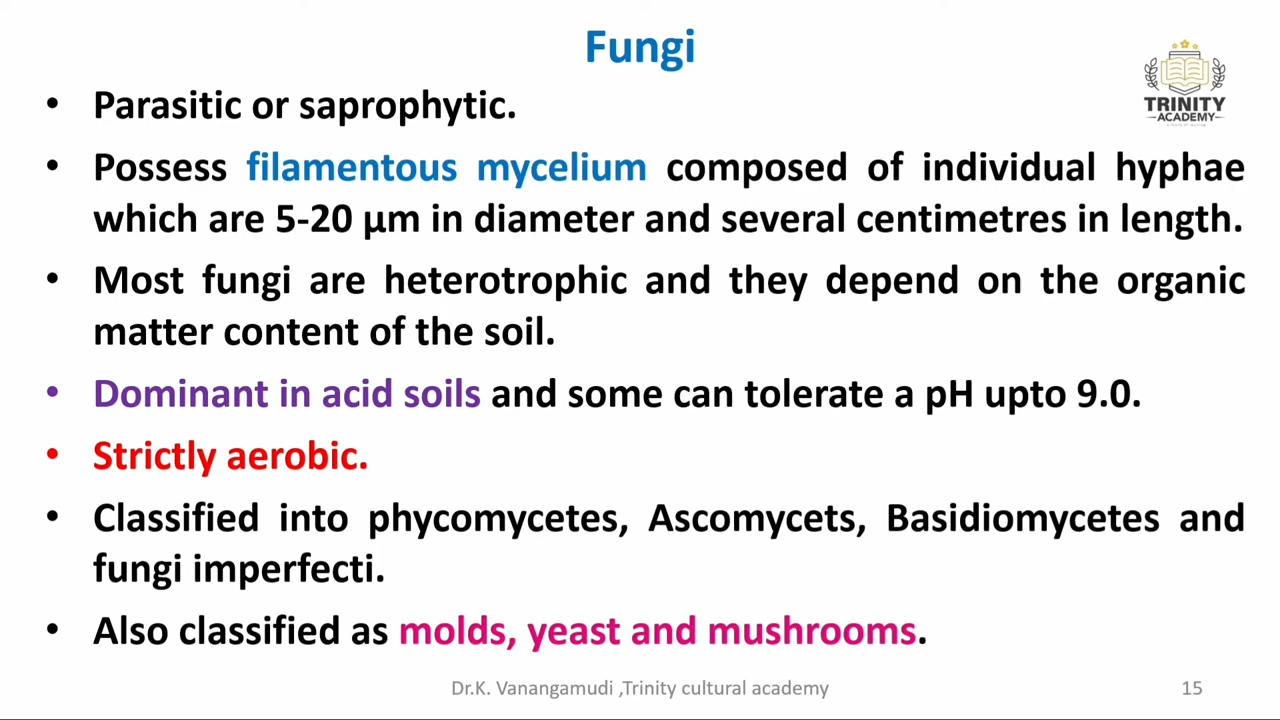 Fungi
TRINITY
ACADEMY
• Parasitic or saprophytic.
• Possess filamentous mycelium composed of individual hyphae
which are 5-20 µm in diameter and several centimetres in length.
• Most fungi are heterotrophic and they depend on the organic
matter content of the soil.
• Dominant in acid soils and some can tolerate a pH upto 9.0.
• Strictly aerobic.
• Classified into phycomycetes, Ascomycets, Basidiomycetes and
fungi imperfecti.
• Also classified as molds, yeast and mushrooms.
Dr.K. Vanangamudi ,Trinity cultural academy
15